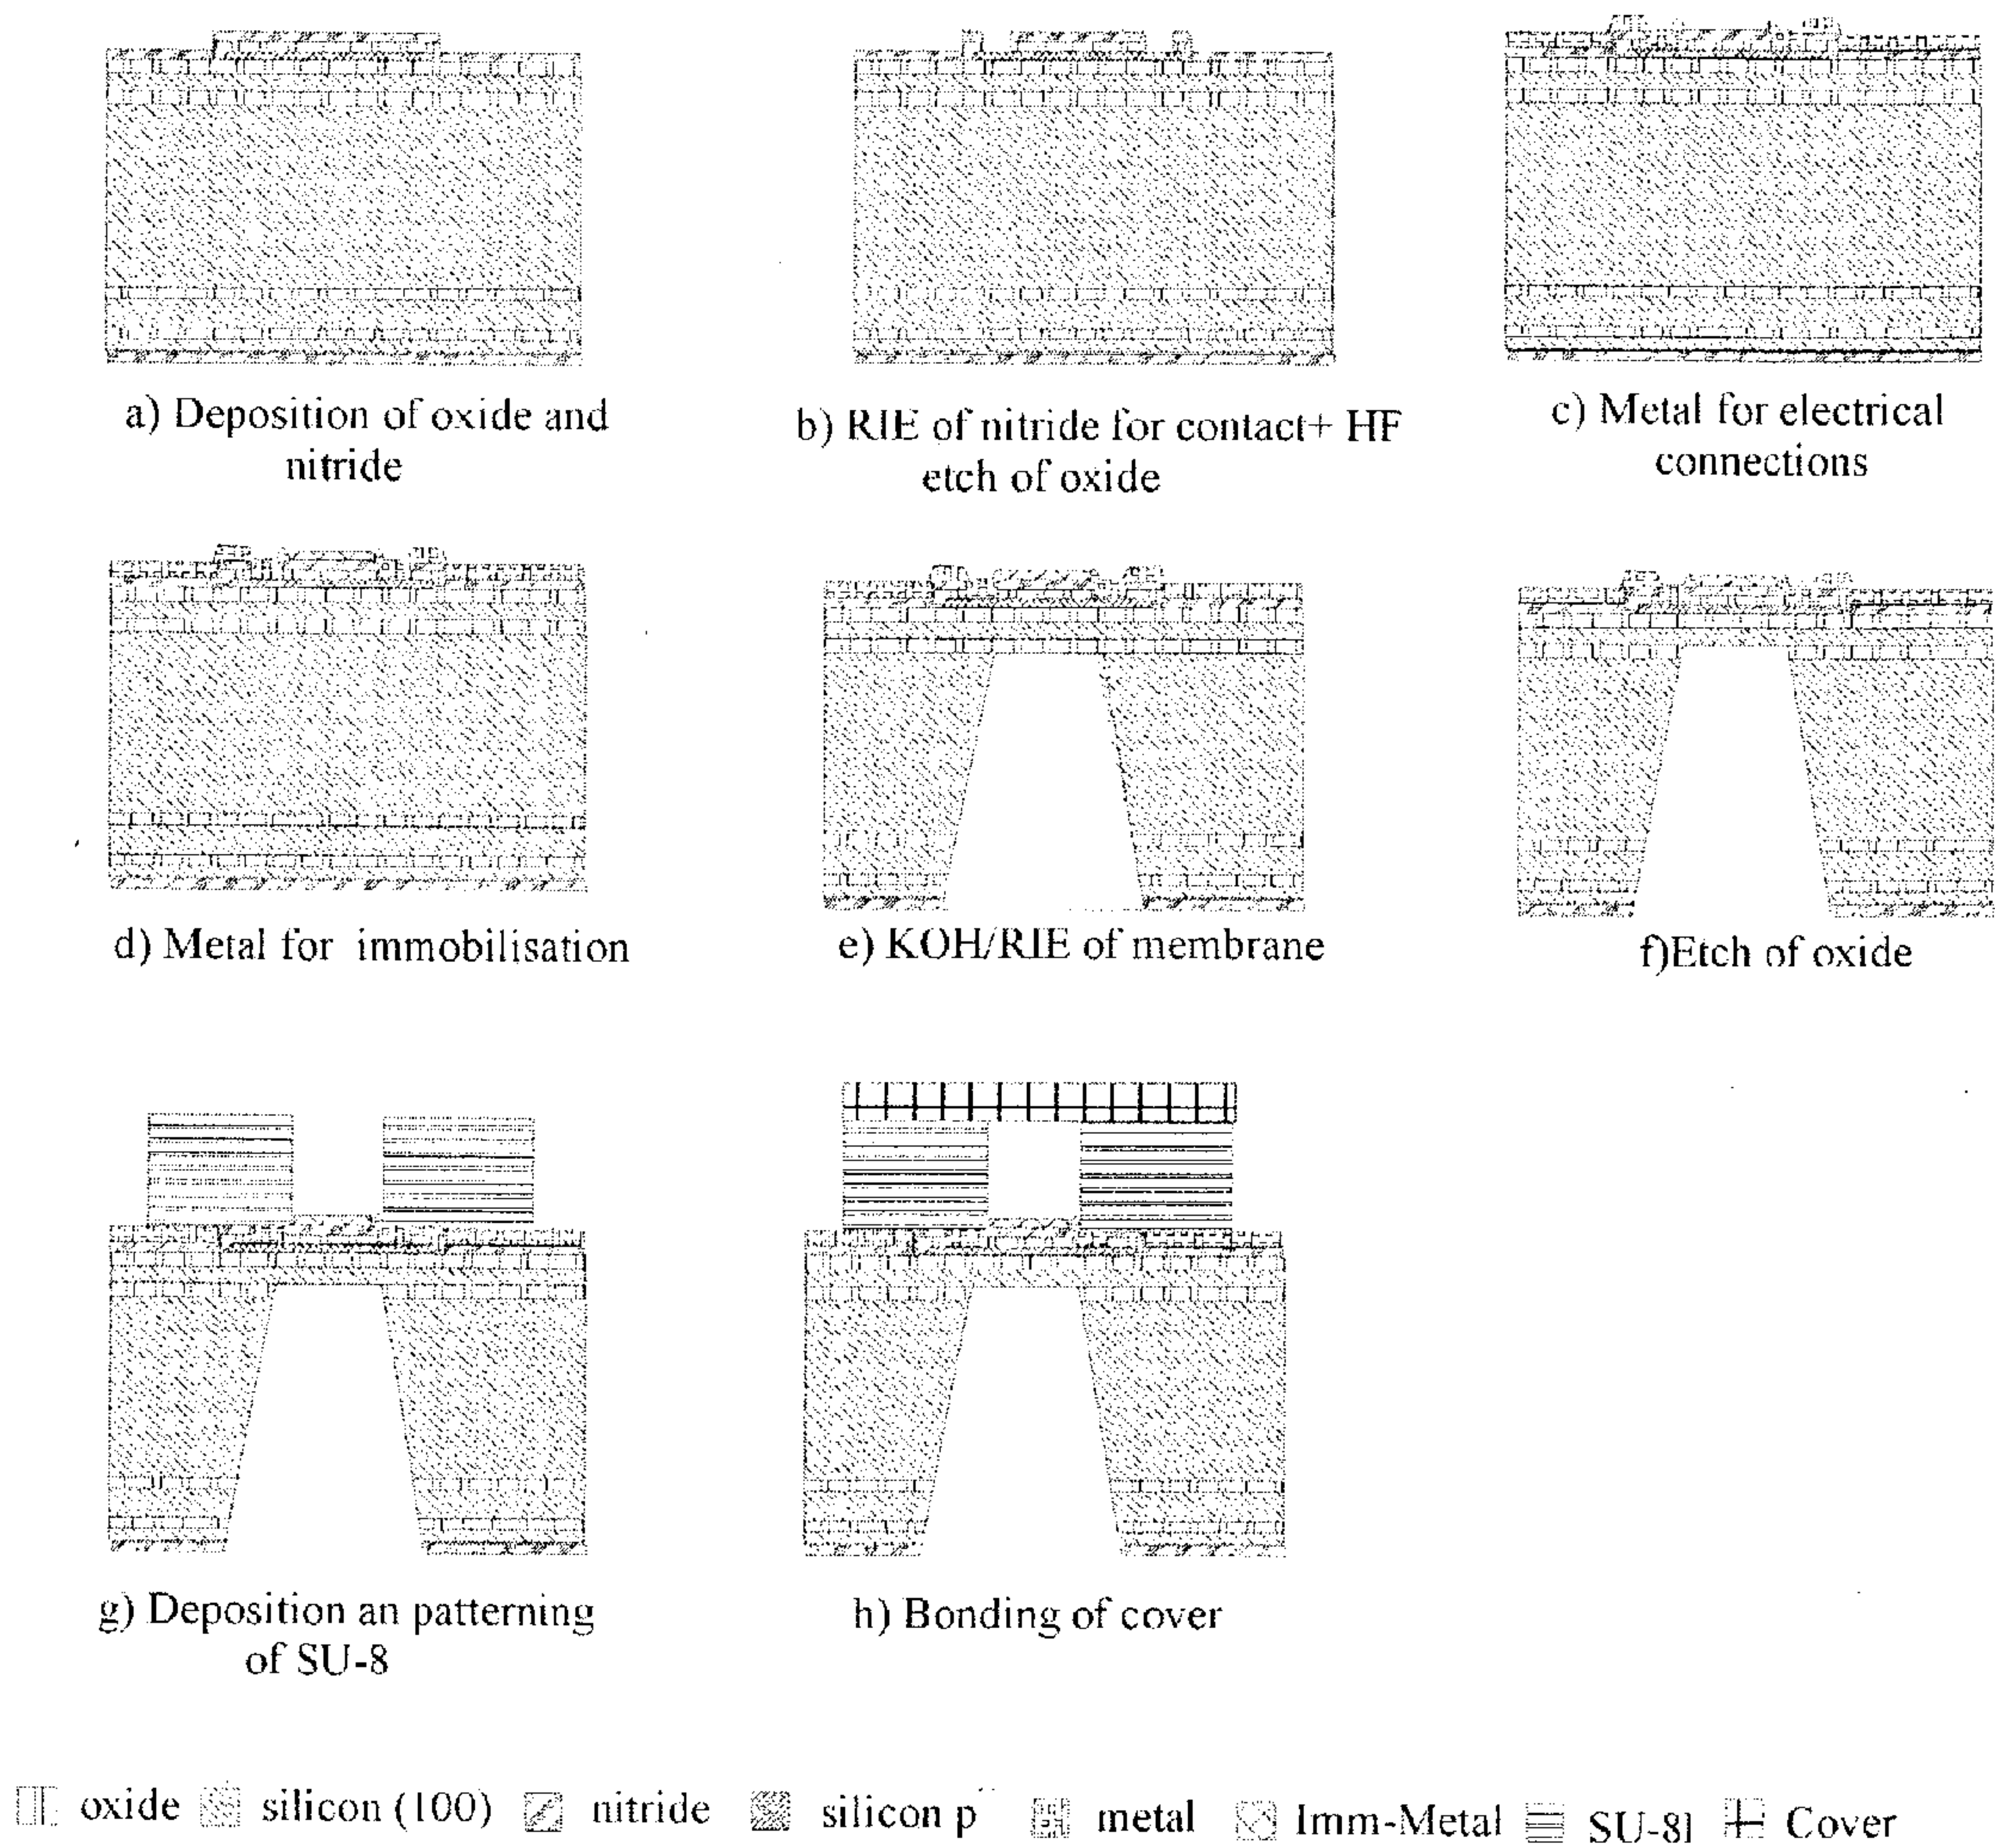 a) Deposition of oxide and
nitride
b) RIE of nitride for contact+ HF
etch of oxide
c) Metal for electrical
connections
d) Metal for immobilisation
e) KOH/RIE of membrane
f)Etch of oxide
g) Deposition an patterning
of SU-8
h) Bonding of cover
oxide silicon (100) nitride silicon p metal Imm-Metal SU-8l Cover